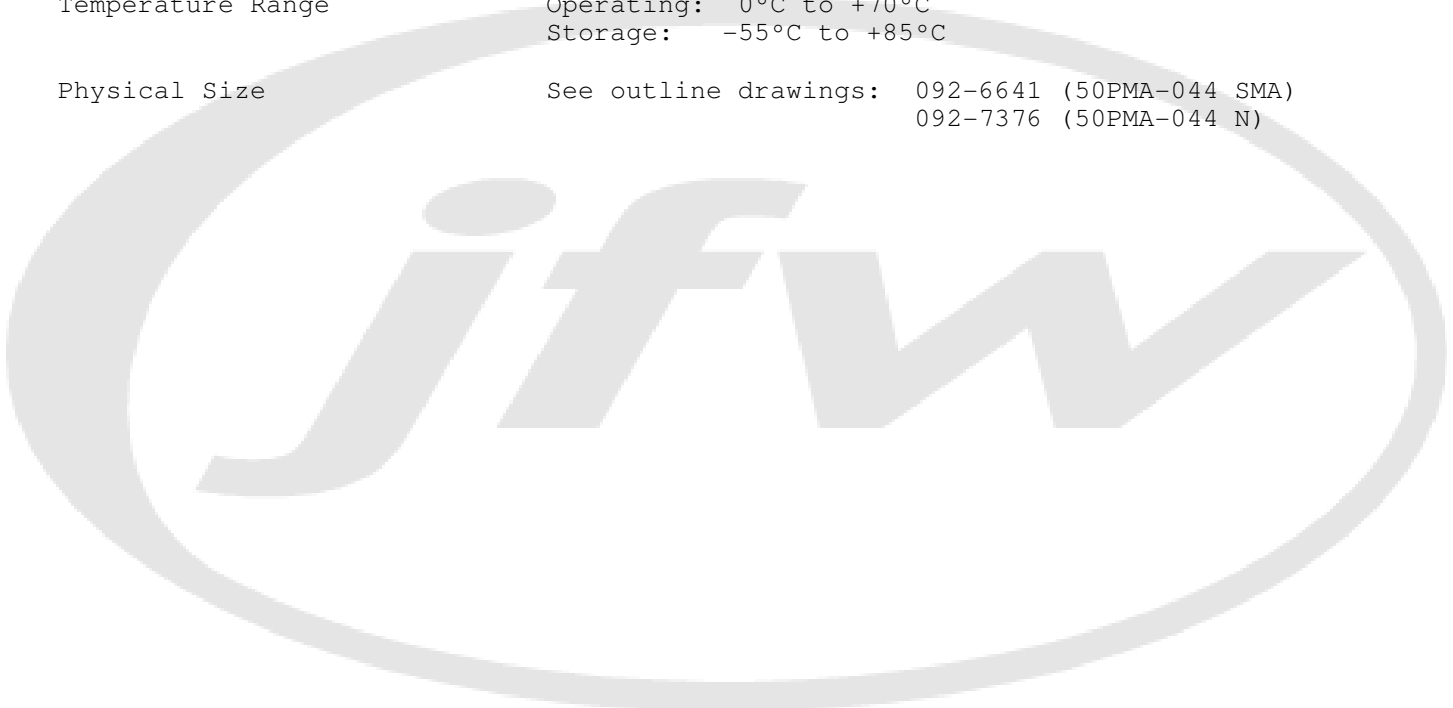 Temperature Range Operating: 0°C to +70°C
Storage: -55°C to +85°C
Physical Size See outline drawings: 092-6641 (50PMA-044 SMA)
092-7376 (50PMA-044 N)
jfw